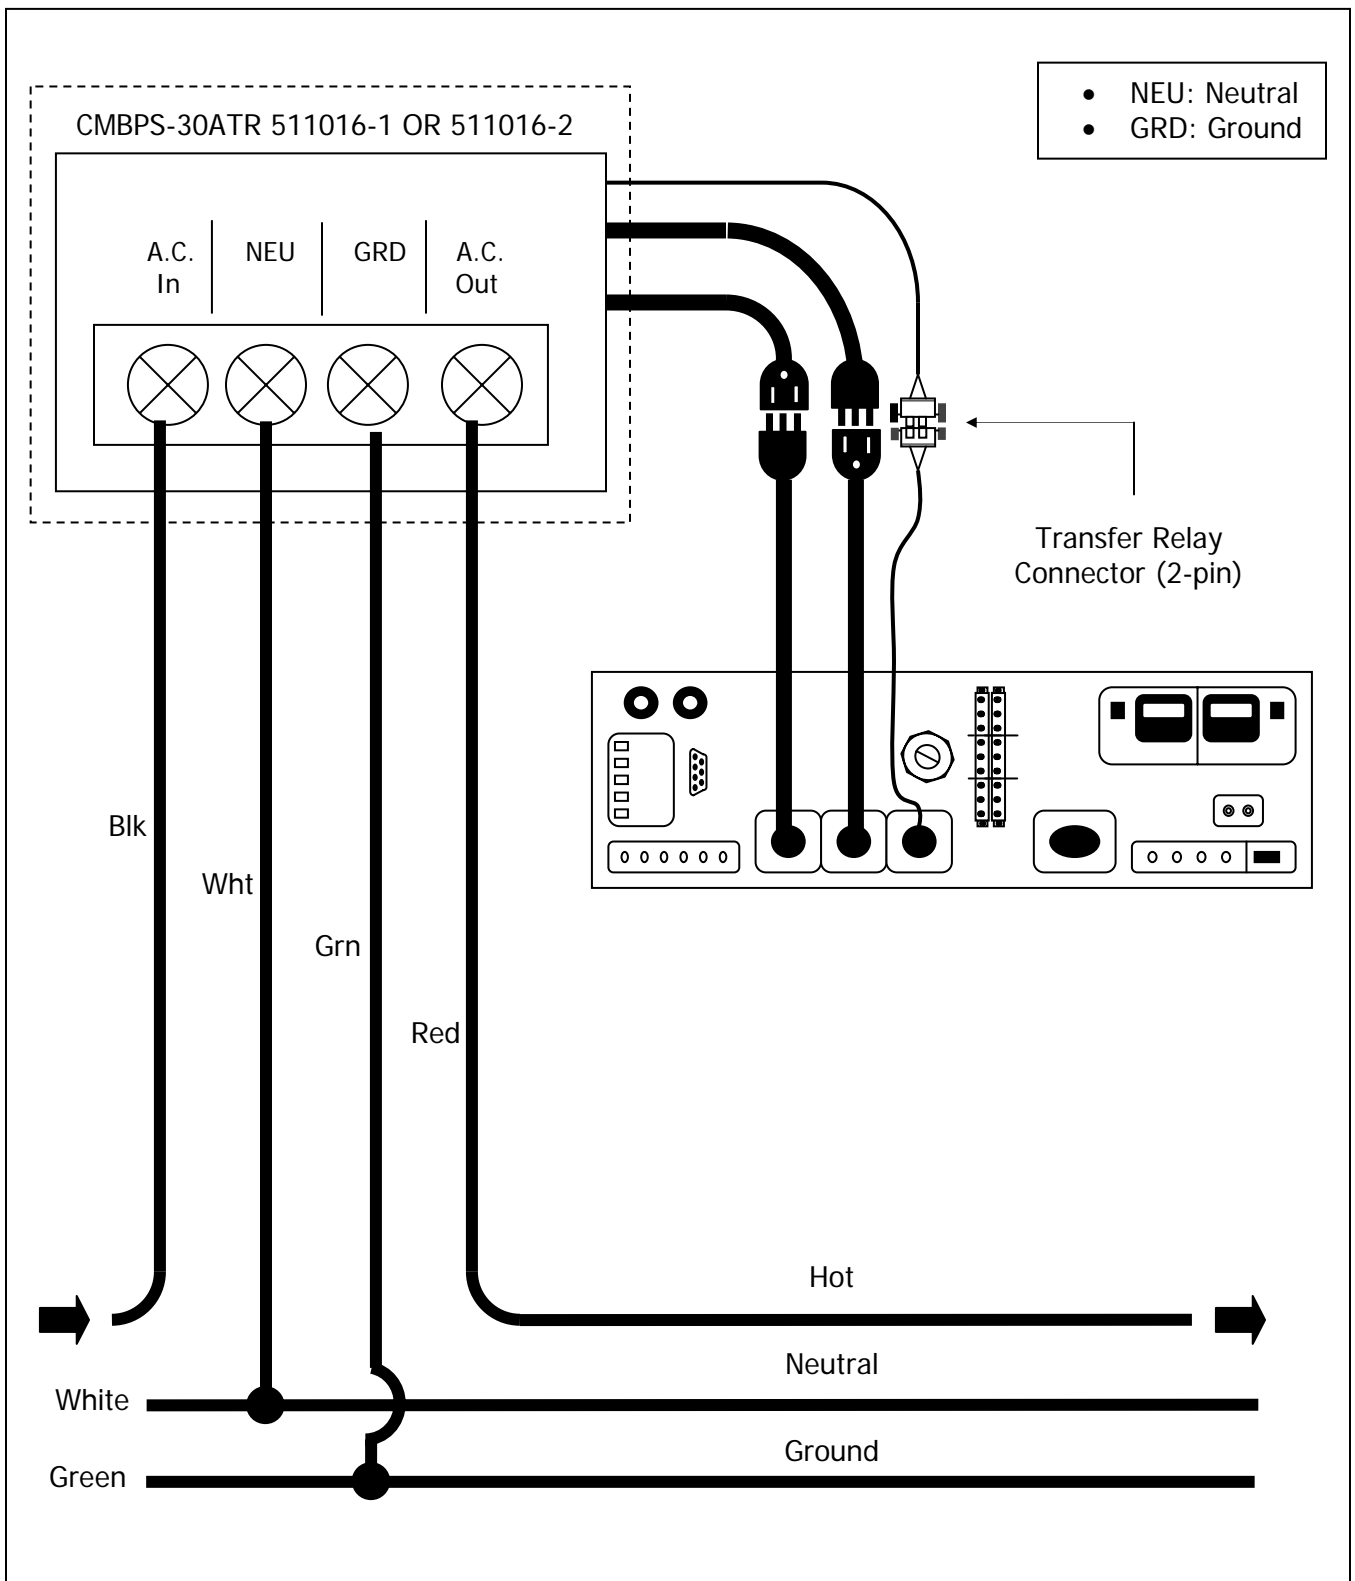 • NEU: Neutral
• GRD: Ground
CMBPS-30ATR 511016-1 OR 511016-2
A.C.
In
NEU
GRD
A.C.
Out
Transfer Relay
Connector (2-pin)
Blk
Wht
Grn
Red
Hot
Neutral
White
Ground
Green